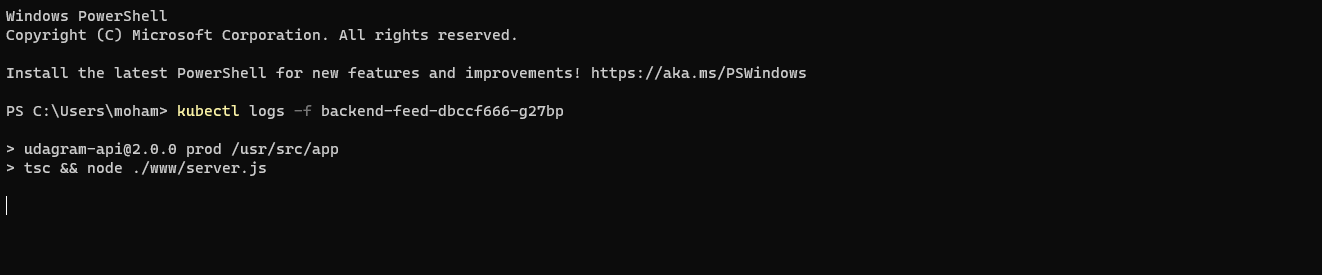 Windows PowerShell
Copyright (C) Microsoft Corporation. All rights reserved.
Install the latest PowerShell for new features and improvements! https://aka.ms/PSWindows
PS C:\Users\moham> kubectl logs -f backend-feed-dbccf666-g27bp
> udagram-api@2.0.0 prod /usr/src/app
> tsc && node ./www/server.js